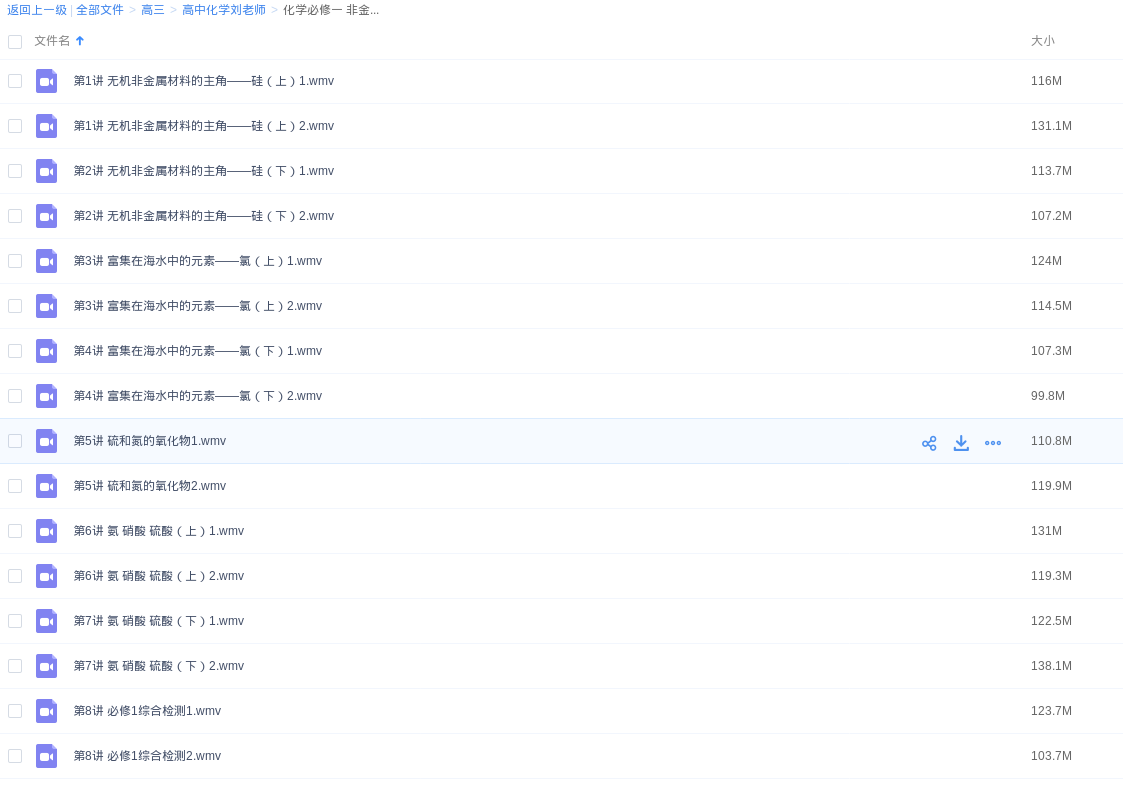 返回上一级 | 全部文件 > 高三 > 高中化学刘老师 > 化学必修一 非金...
文件名 大小
第1讲 无机非金属材料的主角——硅（上）1.wmv 116M
第1讲 无机非金属材料的主角——硅（上）2.wmv 131.1M
第2讲 无机非金属材料的主角——硅（下）1.wmv 113.7M
第2讲 无机非金属材料的主角——硅（下）2.wmv 107.2M
第3讲 富集在海水中的元素——氯（上）1.wmv 124M
第3讲 富集在海水中的元素——氯（上）2.wmv 114.5M
第4讲 富集在海水中的元素——氯（下）1.wmv 107.3M
第4讲 富集在海水中的元素——氯（下）2.wmv 99.8M
第5讲 硫和氮的氧化物1.wmv 110.8M
第5讲 硫和氮的氧化物2.wmv 119.9M
第6讲 氨 硝酸 硫酸（上）1.wmv 131M
第6讲 氨 硝酸 硫酸（上）2.wmv 119.3M
第7讲 氨 硝酸 硫酸（下）1.wmv 122.5M
第7讲 氨 硝酸 硫酸（下）2.wmv 138.1M
第8讲 必修1综合检测1.wmv 123.7M
第8讲 必修1综合检测2.wmv 103.7M